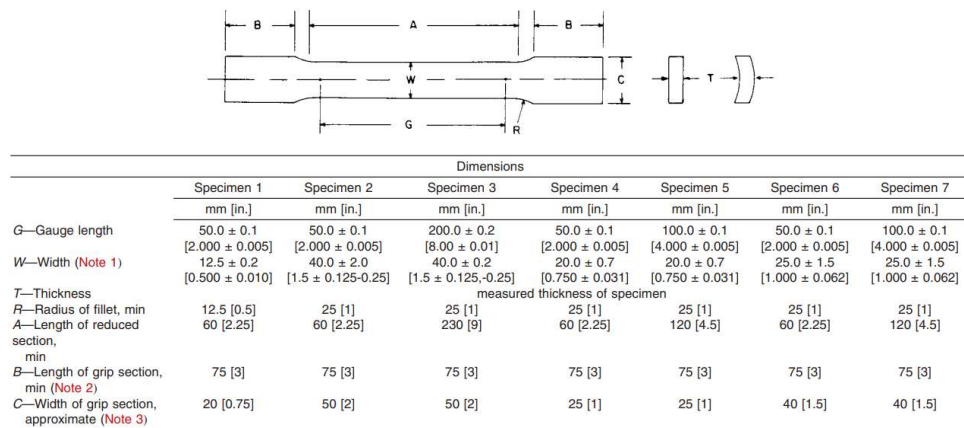 B A B
W C T
G R
Dimensions
Specimen 1 Specimen 2 Specimen 3 Specimen 4 Specimen 5 Specimen 6 Specimen 7
mm [in.] mm [in.] mm [in.] mm [in.] mm [in.] mm [in.] mm [in.]
G—Gauge length 50.0 ± 0.1 50.0 ± 0.1 200.0 ± 0.2 50.0 ± 0.1 100.0 ± 0.1 50.0 ± 0.1 100.0 ± 0.1
[2.000 ± 0.005] [2.000 ± 0.005] [8.00 ± 0.01] [2.000 ± 0.005] [4.000 ± 0.005] [2.000 ± 0.005] [4.000 ± 0.005]
W—Width (Note 1) 12.5 ± 0.2 40.0 ± 2.0 40.0 ± 0.2 20.0 ± 0.7 20.0 ± 0.7 25.0 ± 1.5 25.0 ± 1.5
[0.500 ± 0.010] [1.5 ± 0.125-0.25] [1.5 ± 0.125,-0.25] [0.750 ± 0.031] [0.750 ± 0.031] [1.000 ± 0.062] [1.000 ± 0.062]
T—Thickness measured thickness of specimen
R—Radius of fillet, min 12.5 [0.5] 25 [1] 25 [1] 25 [1] 25 [1] 25 [1] 25 [1]
A—Length of reduced 60 [2.25] 60 [2.25] 230 [9] 60 [2.25] 120 [4.5] 60 [2.25] 120 [4.5]
section,
min
B—Length of grip section, 75 [3] 75 [3] 75 [3] 75 [3] 75 [3] 75 [3] 75 [3]
min (Note 2)
C—Width of grip section, 20 [0.75] 50 [2] 50 [2] 25 [1] 25 [1] 40 [1.5] 40 [1.5]
approximate (Note 3)